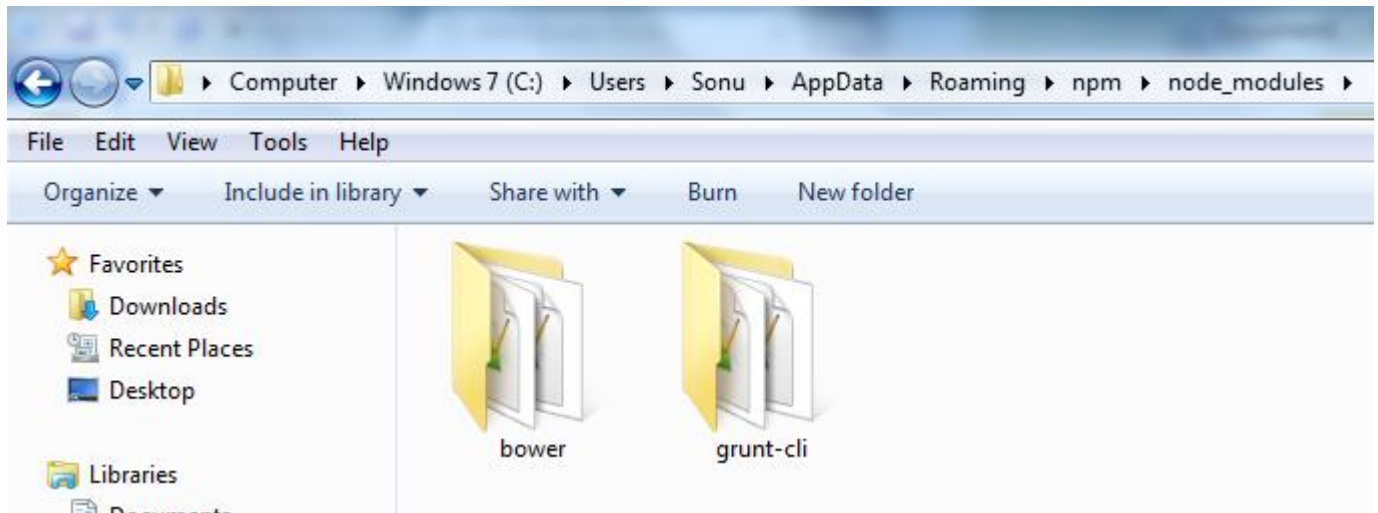 Computer Windows 7 (C:) Users Sonu AppData Roaming npm node_modules
File Edit View Tools Help
Organize Include in library Share with Burn New folder
Favorites
Downloads
Recent Places
Desktop
Libraries
bower
grunt-cli